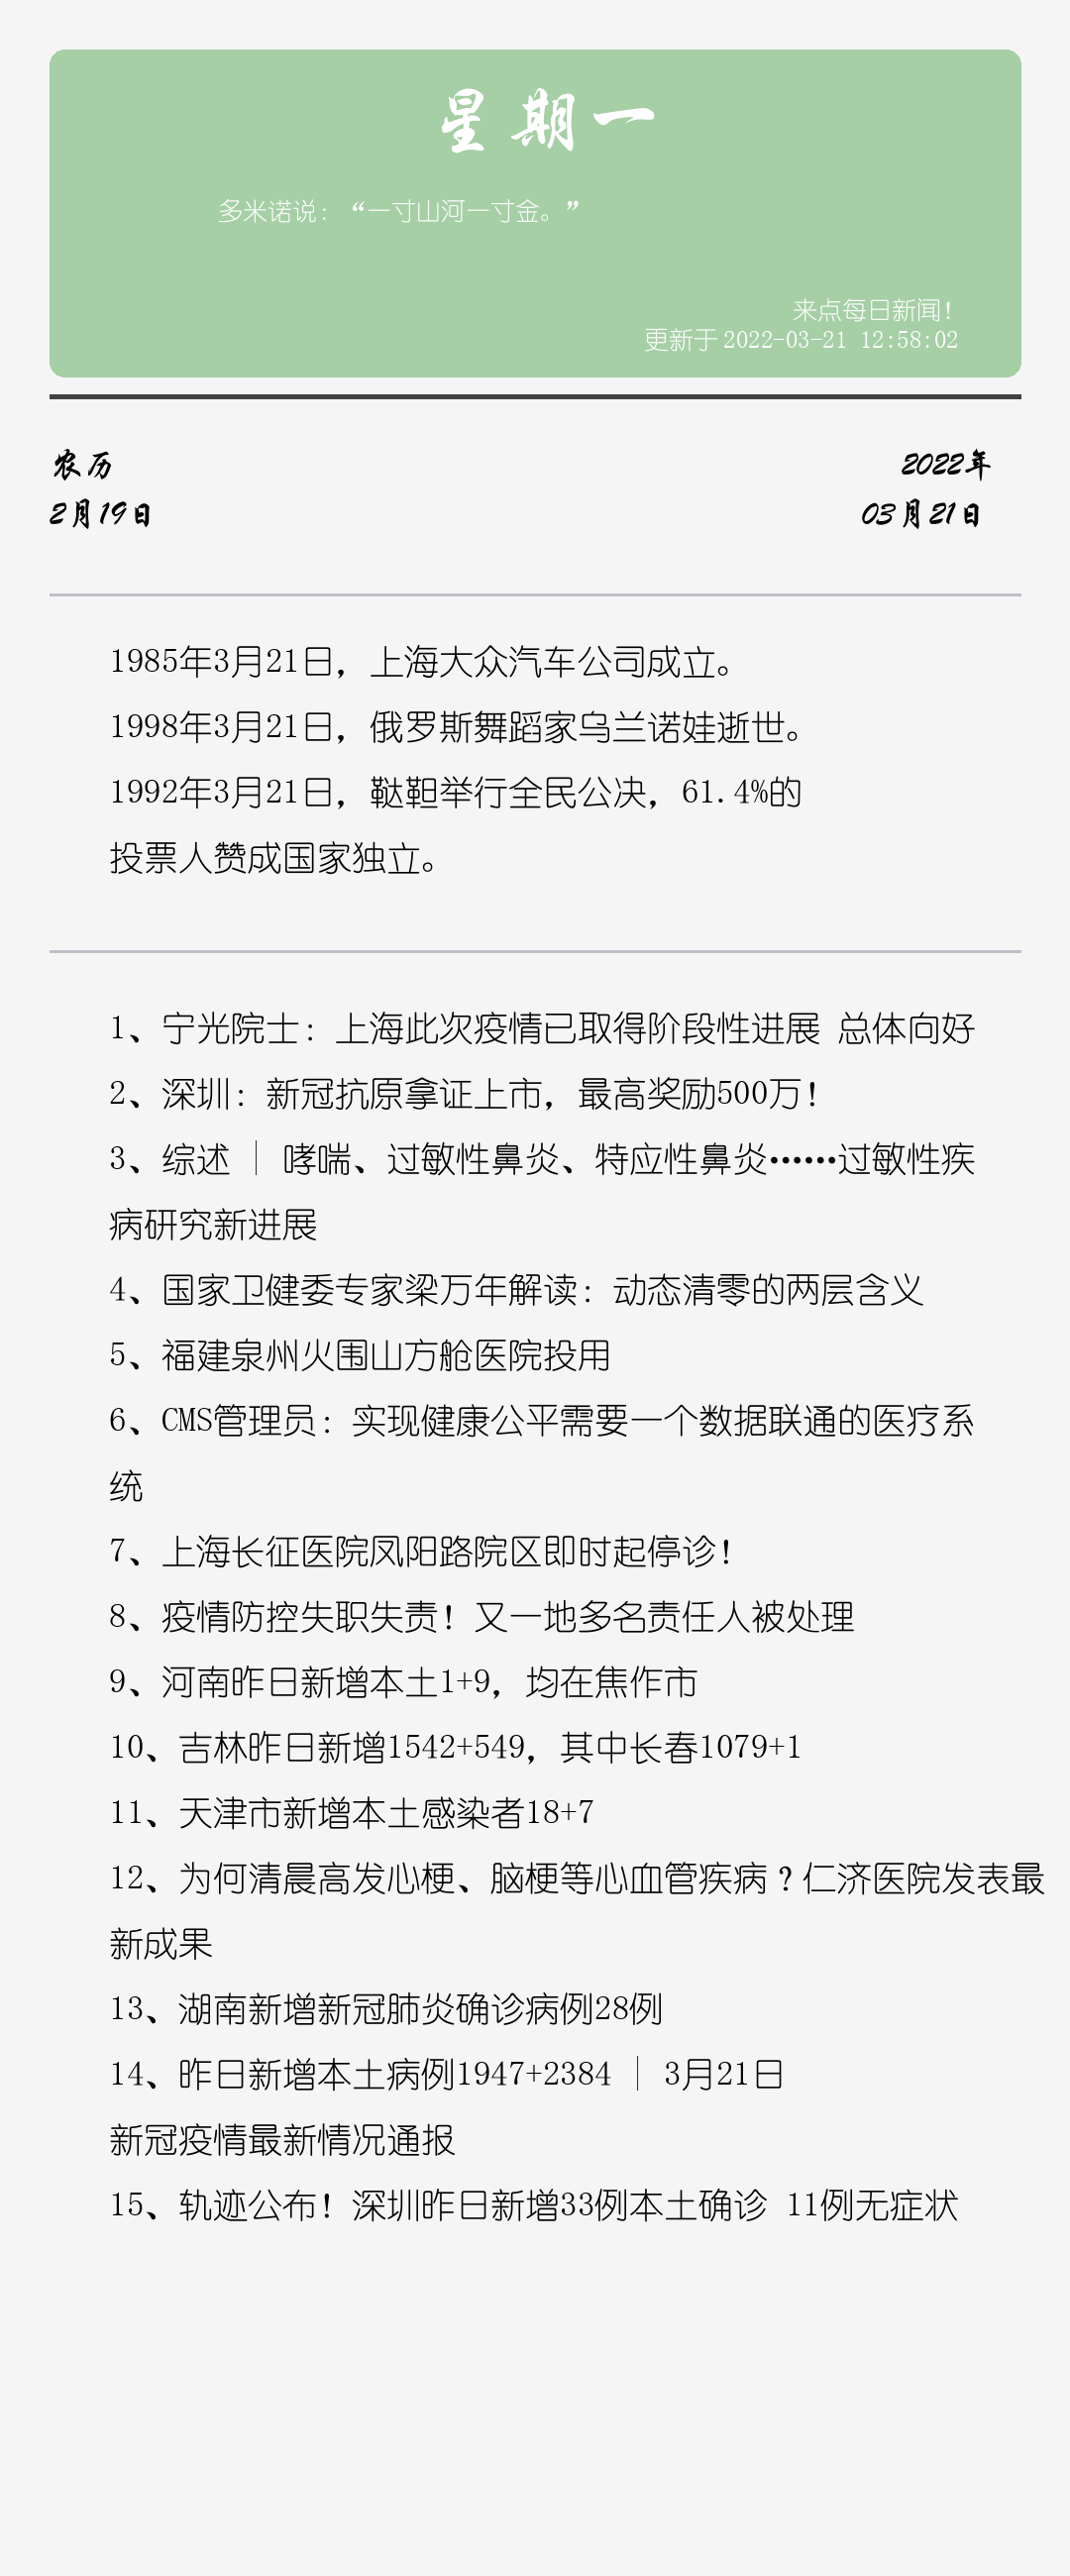 星期一
多米诺说：“一寸山河一寸金。”
来点每日新闻！
更新于 2022-03-21 12:58:02
农历
2月19日
2022年
03月21日
1985年3月21日，上海大众汽车公司成立。
1998年3月21日，俄罗斯舞蹈家乌兰诺娃逝世。
1992年3月21日，鞑靼举行全民公决，61.4%的
投票人赞成国家独立。
1、宁光院士：上海此次疫情已取得阶段性进展 总体向好
2、深圳：新冠抗原拿证上市，最高奖励500万！
3、综述 | 哮喘、过敏性鼻炎、特应性鼻炎……过敏性疾
病研究新进展
4、国家卫健委专家梁万年解读：动态清零的两层含义
5、福建泉州火围山方舱医院投用
6、CMS管理员：实现健康公平需要一个数据联通的医疗系
统
7、上海长征医院凤阳路院区即时起停诊！
8、疫情防控失职失责！又一地多名责任人被处理
9、河南昨日新增本土1+9，均在焦作市
10、吉林昨日新增1542+549，其中长春1079+1
11、天津市新增本土感染者18+7
12、为何清晨高发心梗、脑梗等心血管疾病？仁济医院发表最
新成果
13、湖南新增新冠肺炎确诊病例28例
14、昨日新增本土病例1947+2384 | 3月21日
新冠疫情最新情况通报
15、轨迹公布！深圳昨日新增33例本土确诊 11例无症状